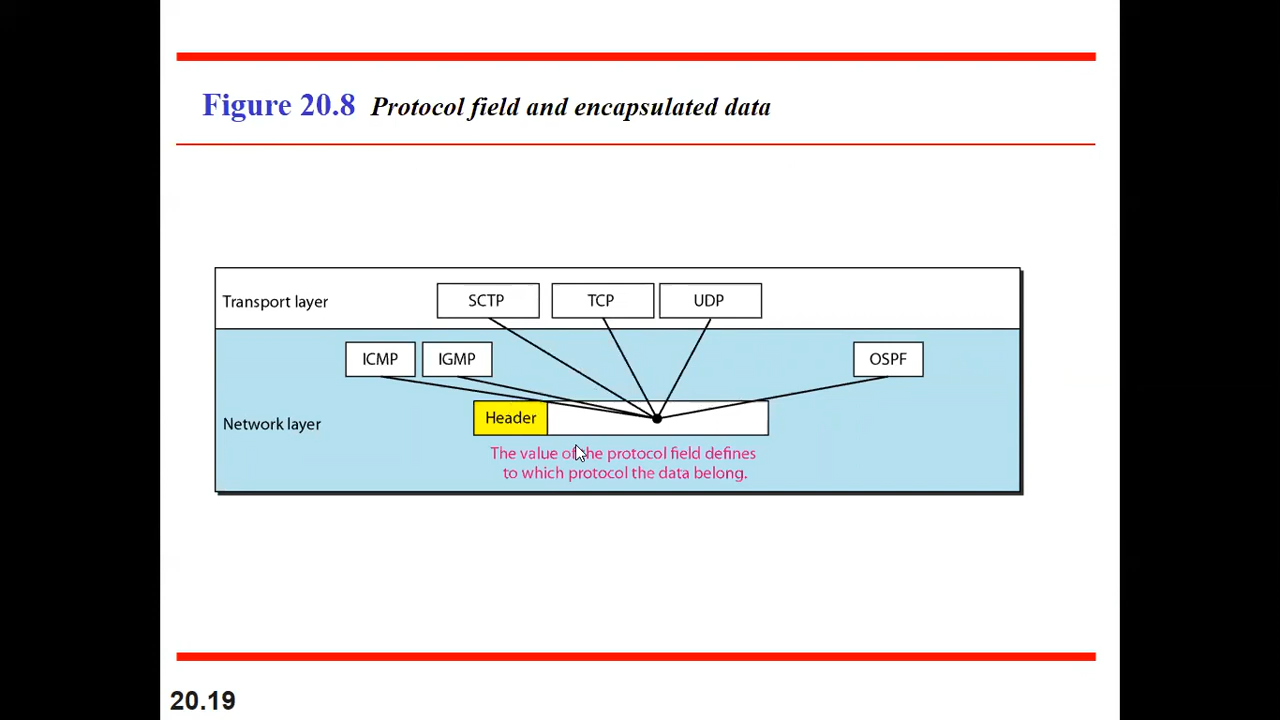 Figure 20.8 Protocol field and encapsulated data
Transport layer
SCTP
TCP
UDP
ICMP
IGMP
OSPF
Network layer
Header
The value of the protocol field defines
to which protocol the data belong.
20.19